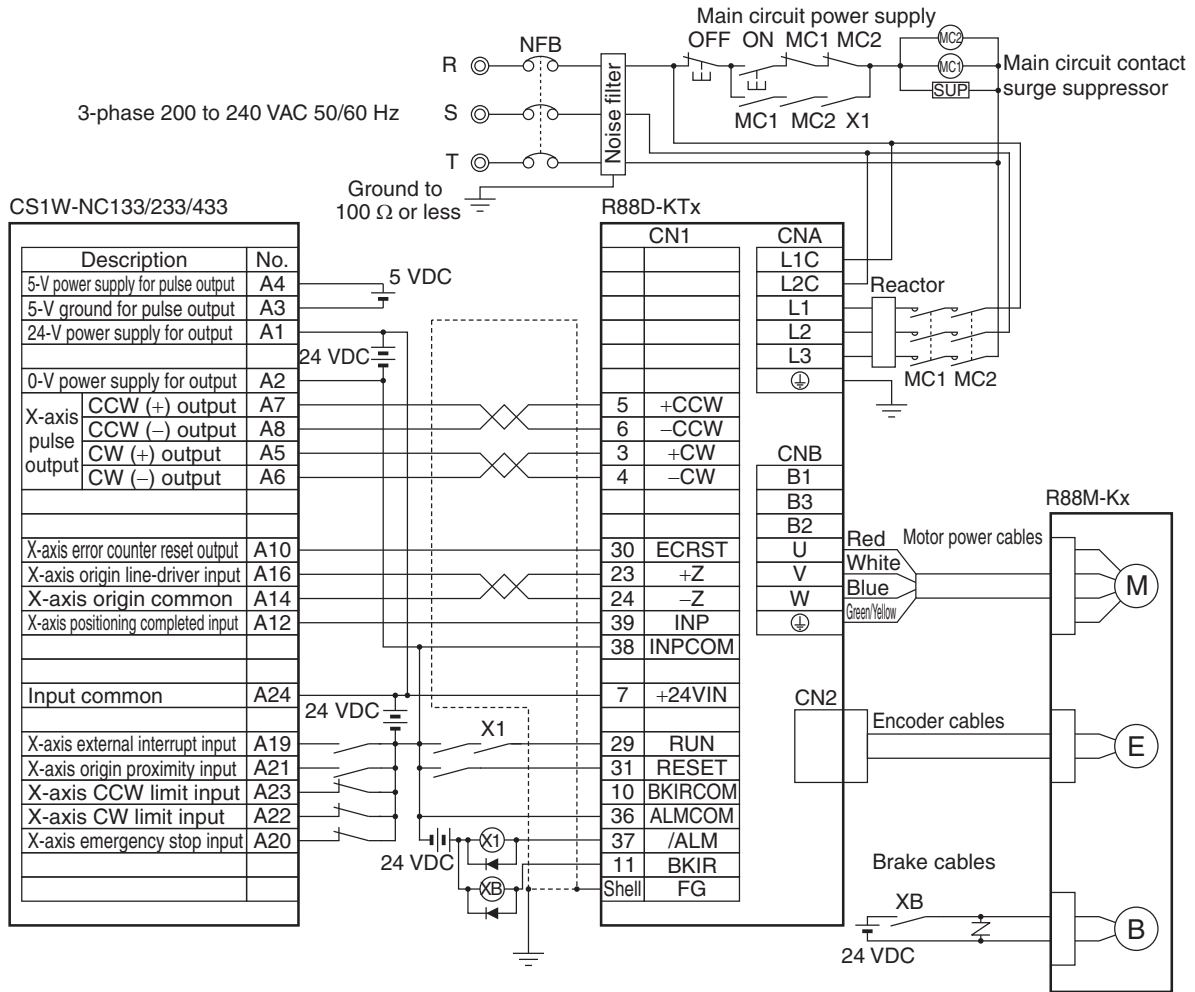 Main circuit power supply
OFF ON MC1 MC2
MC2
MC1
SUP
Main circuit contact
surge suppressor
MC1 MC2 X1
NFB
R
S
T
3-phase 200 to 240 VAC 50/60 Hz
Noise filter
Ground to
100 Ω or less
CS1W-NC133/233/433
Description No.
5-V power supply for pulse output A4
5-V ground for pulse output A3
24-V power supply for output A1
0-V power supply for output A2
X-axis pulse output
CCW (+) output A7
CCW (−) output A8
CW (+) output A5
CW (−) output A6
X-axis error counter reset output A10
X-axis origin line-driver input A16
X-axis origin common A14
X-axis positioning completed input A12
Input common A24
X-axis external interrupt input A19
X-axis origin proximity input A21
X-axis CCW limit input A23
X-axis CW limit input A22
X-axis emergency stop input A20
5 VDC
24 VDC
24 VDC
X1
24 VDC
X1
XB
R88D-KTx
CN1
5 +CCW
6 −CCW
3 +CW
4 −CW
30 ECRST
23 +Z
24 −Z
39 INP
38 INPCOM
7 +24VIN
29 RUN
31 RESET
10 BKIRCOM
36 ALMCOM
37 /ALM
11 BKIR
Shell FG
CNA
L1C
L2C
L1
L2
L3
Reactor
MC1 MC2
CNB
B1
B3
B2
U
V
W
Red
White
Blue
Green/Yellow
Motor power cables
CN2
Encoder cables
Brake cables
XB
24 VDC
R88M-Kx
M
E
B